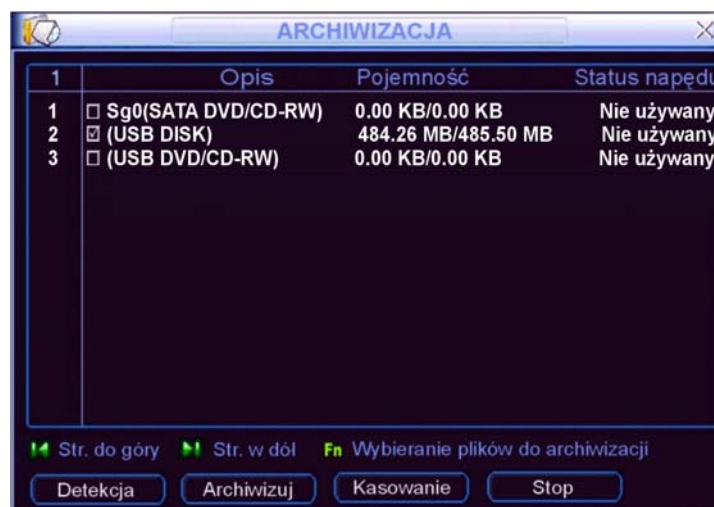 ARCHIWIZACJA
1 Opis Pojemność Status napędu
1 Sg0(SATA DVD/CD-RW) 0.00 KB/0.00 KB Nie używany
2 (USB DISK) 484.26 MB/485.50 MB Nie używany
3 (USB DVD/CD-RW) 0.00 KB/0.00 KB Nie używany
Str. do góry Str. w dół Fn Wybieranie plików do archiwizacji
Detekcja Archiwizuj Kasowanie Stop